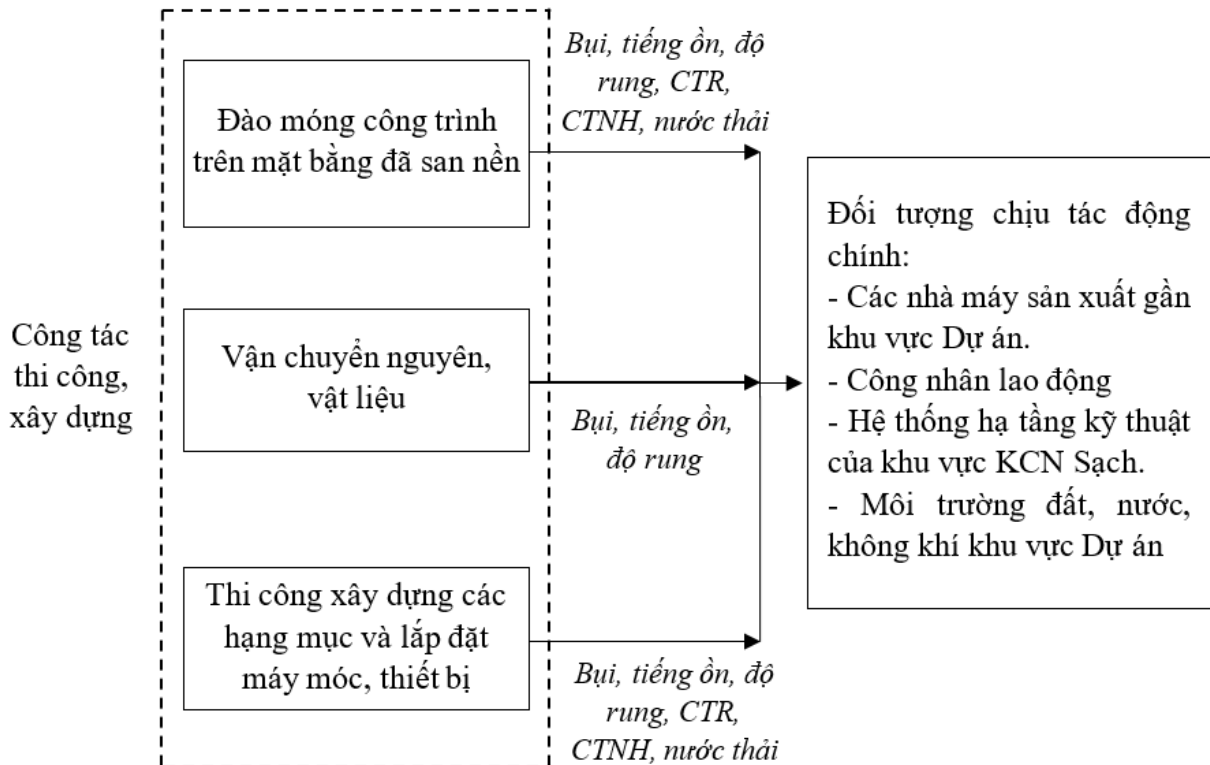 Công tác
thi công,
xây dựng
Đào móng công trình
trên mặt bằng đã san nền
Bụi, tiếng ồn, độ
rung, CTR,
CTNH, nước thải
Vận chuyển nguyên,
vật liệu
Bụi, tiếng ồn,
độ rung
Thi công xây dựng các
hạng mục và lắp đặt
máy móc, thiết bị
Bụi, tiếng ồn, độ
rung, CTR,
CTNH, nước thải
Đối tượng chịu tác động
chính:
- Các nhà máy sản xuất gần
khu vực Dự án.
- Công nhân lao động
- Hệ thống hạ tầng kỹ thuật
của khu vực KCN Sạch.
- Môi trường đất, nước,
không khí khu vực Dự án